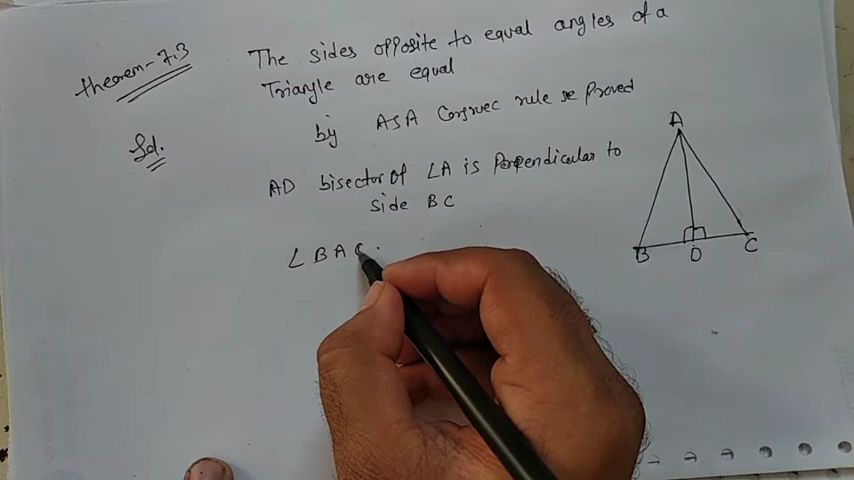 Theorem-7.3 The sides opposite to equal angles of a
Triangle are equal
Sol. by ASA Congruec rule se Proved
AD bisector of ∠A is Perpendicular to
side BC
∠BAC
A
B D C